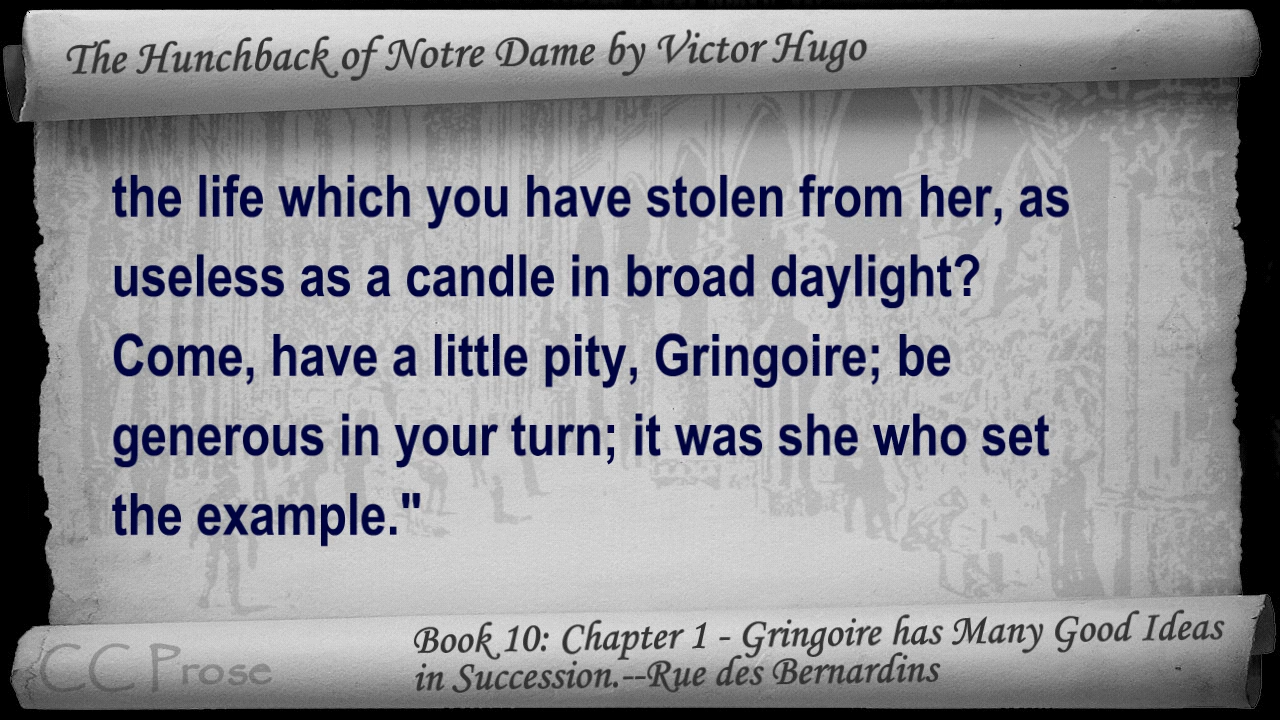 The Hunchback of Notre Dame by Victor Hugo
the life which you have stolen from her, as
useless as a candle in broad daylight?
Come, have a little pity, Gringoire; be
generous in your turn; it was she who set
the example."
Book 10: Chapter 1 - Gringoire has Many Good Ideas
in Succession.--Rue des Bernardins
CC Prose